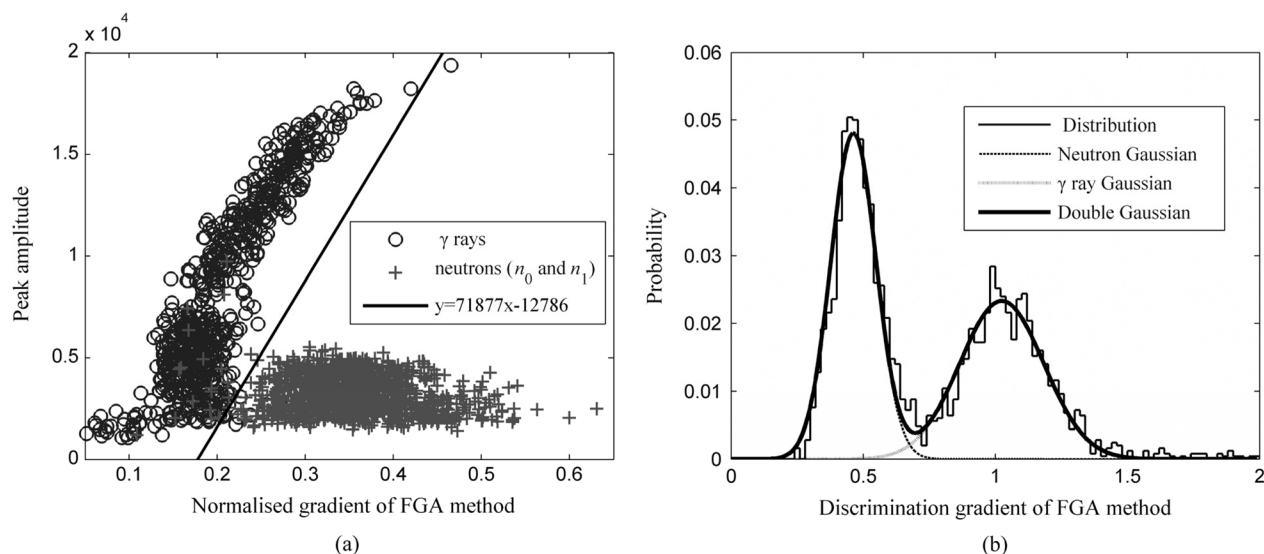 × 10⁴
2
1.5
1
0.5
0
0.1
0.2
0.3
0.4
0.5
0.6
Peak amplitude
Normalised gradient of FGA method
γ rays
neutrons (n₀ and n₁)
y=71877x-12786
(a)
0.06
0.05
0.04
0.03
0.02
0.01
0
0
0.5
1
1.5
2
Probability
Discrimination gradient of FGA method
Distribution
Neutron Gaussian
γ ray Gaussian
Double Gaussian
(b)